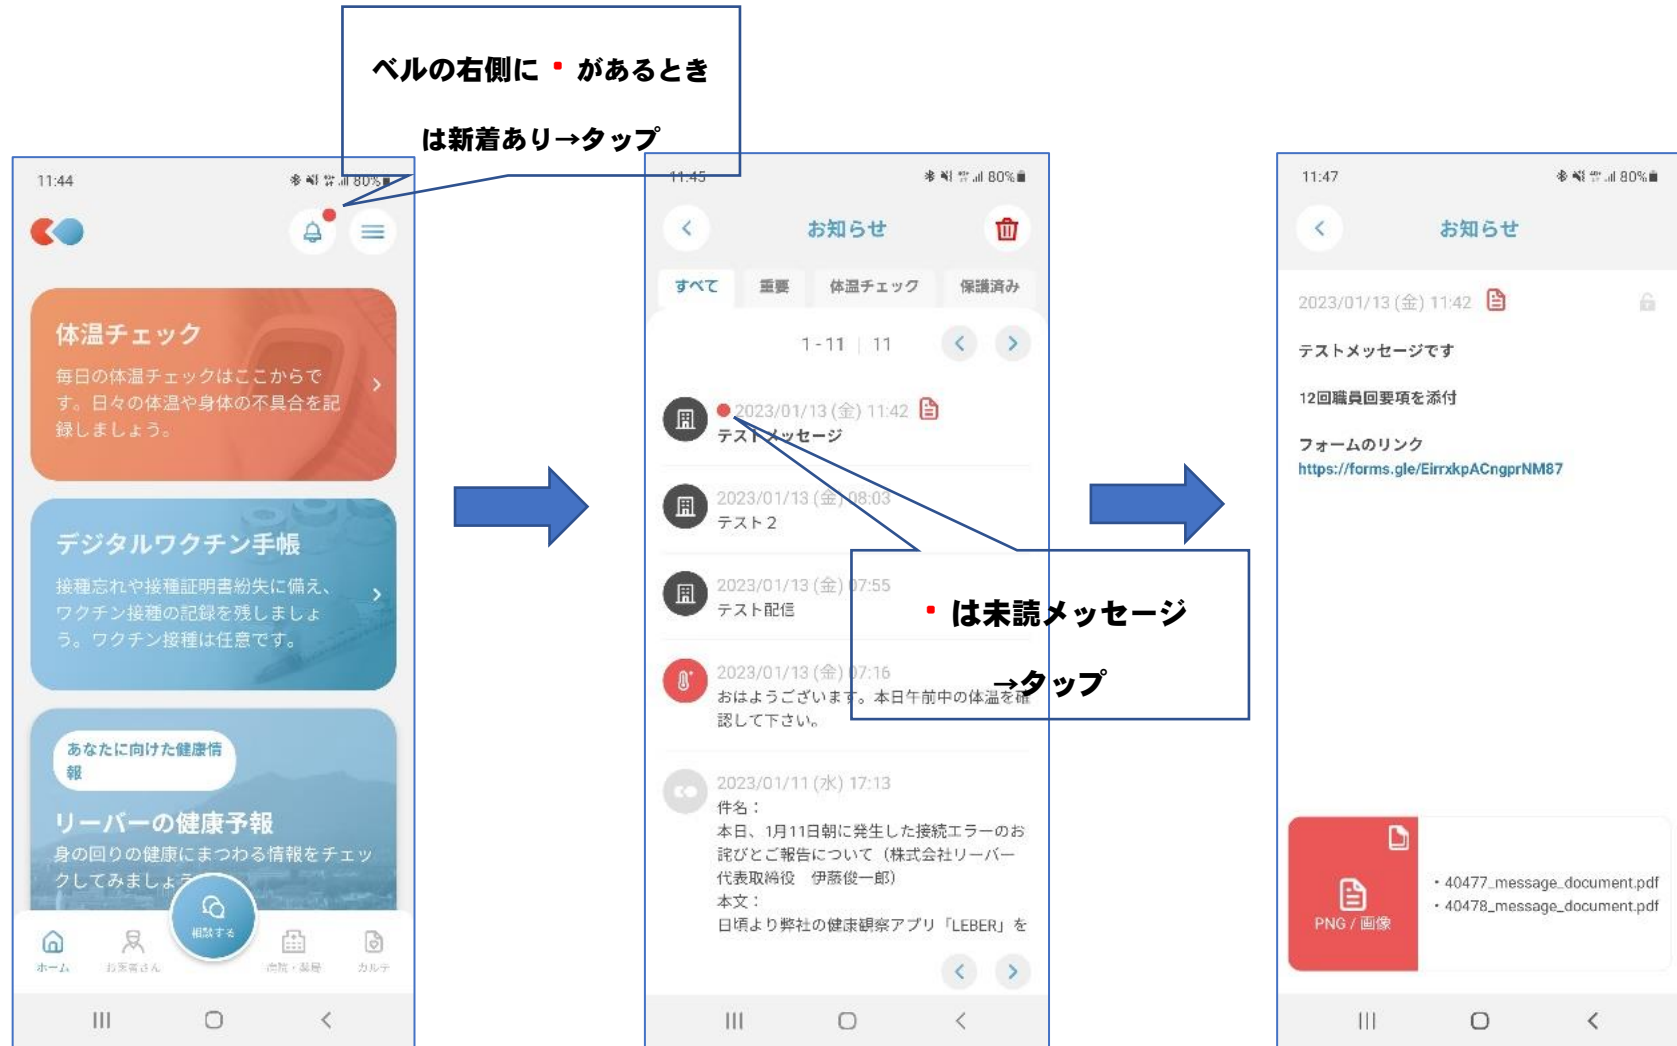 ベルの右側に・があるとき
は新着あり→タップ
11:44
80%
体温チェック
毎日の体温チェックはここからで
す。日々の体温や身体の不具合を記
録しましょう。
デジタルワクチン手帳
接種忘れや接種証明書紛失に備え、
ワクチン接種の記録を残しましょ
う。ワクチン接種は任意です。
あなたに向けた健康情
報
リーバーの健康予報
身の回りの健康にまつわる情報をチェッ
クしてみましょう
相談する
ホーム
お医者さん
病院・薬局
カルテ
11:45
80%
お知らせ
すべて 重要 体温チェック 保護済み
1 - 11 | 11
2023/01/13 (金) 11:42
テストメッセージ
2023/01/13 (金) 08:03
テスト2
2023/01/13 (金) 07:55
テスト配信
2023/01/13 (金) 07:16
おはようございます。本日午前中の体温を確
認して下さい。
2023/01/11 (水) 17:13
件名：
本日、1月11日朝に発生した接続エラーのお
詫びとご報告について（株式会社リーバー
代表取締役　伊藤俊一郎）
本文：
日頃より弊社の健康観察アプリ「LEBER」を
・は未読メッセージ
→タップ
11:47
80%
お知らせ
2023/01/13 (金) 11:42
テストメッセージです
12回職員回要項を添付
フォームのリンク
https://forms.gle/EirrxkpACngprNM87
PNG / 画像
・40477_message_document.pdf
・40478_message_document.pdf